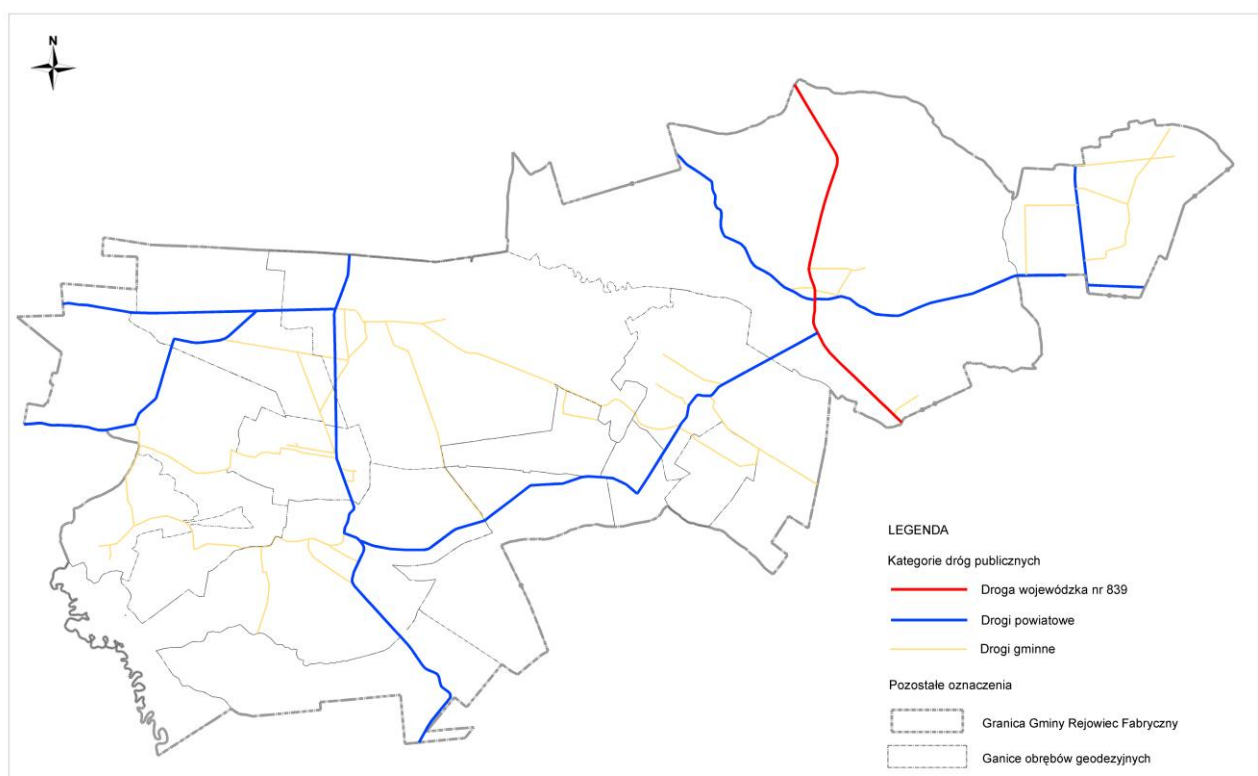 N
LEGENDA
Kategorie dróg publicznych
Droga wojewódzka nr 839
Drogi powiatowe
Drogi gminne
Pozostałe oznaczenia
Granica Gminy Rejowiec Fabryczny
Ganice obrębów geodezyjnych